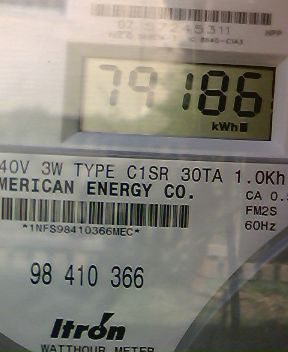 79186
kWh
40V 3W TYPE C1SR 30TA 1.0Kh
MERICAN ENERGY CO.
CA 0.
FM2S
*1NFS98410366MEC*
60Hz
98 410 366
Itrón
WATTHOUR METER